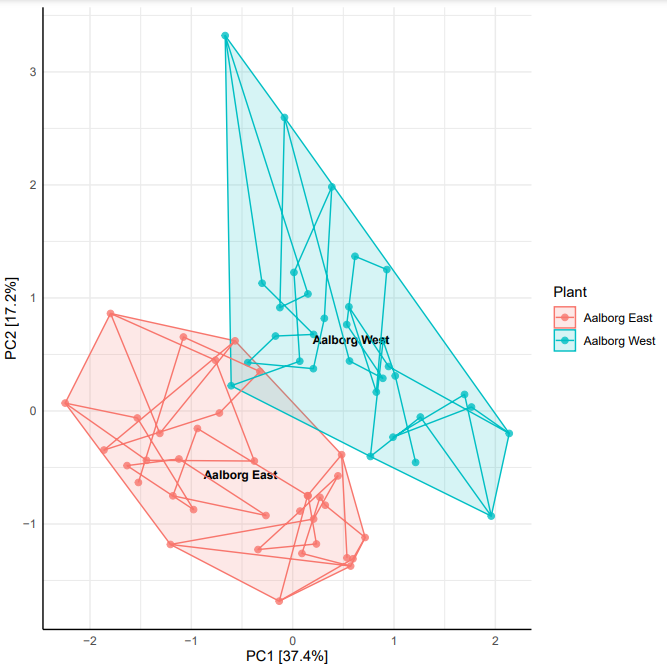 3
2
1
0
−1
−2
−1
0
1
2
PC2 [17.2%]
PC1 [37.4%]
Aalborg West
Aalborg East
Plant
Aalborg East
Aalborg West